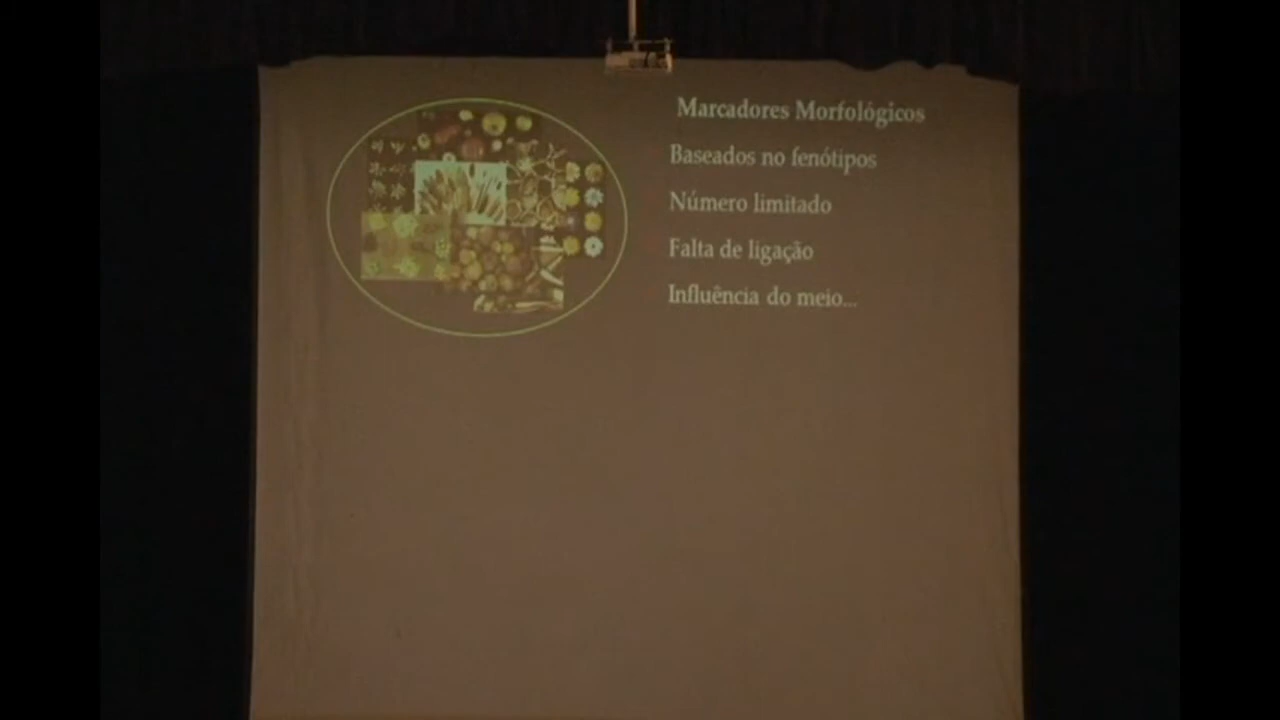 Marcadores Morfológicos
Baseados no fenótipos
Número limitado
Falta de ligação
Influência do meio...